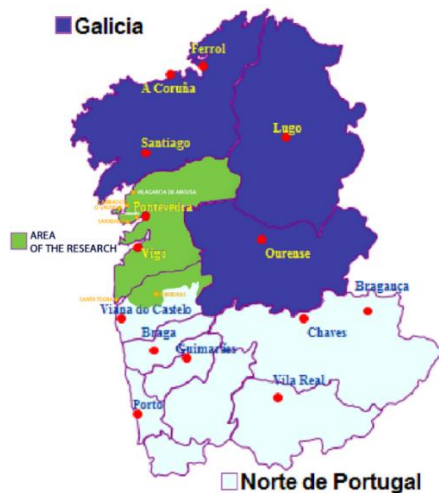 Galicia
Ferrol
A Coruña
Santiago
Lugo
VILAGARCIA DE AROUSA
Pontevedra
AREA
OF THE RESEARCH
Vigo
Ourense
Bragança
Viana do Castelo
Chaves
Braga
Guimarães
Vila Real
Porto
Norte de Portugal